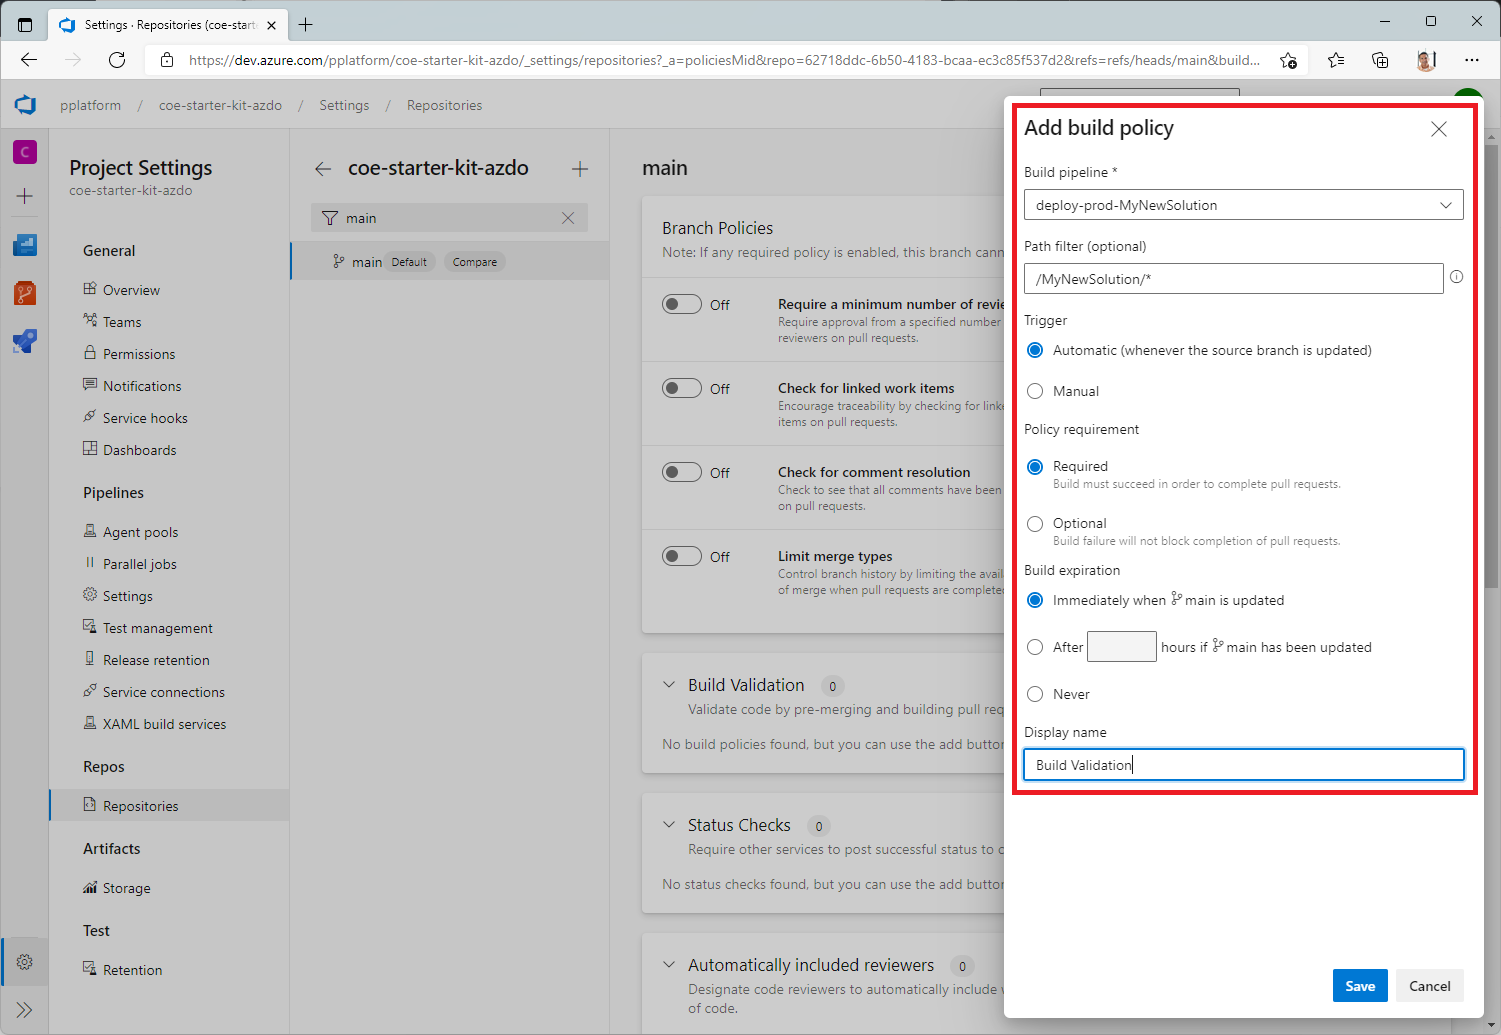 Settings · Repositories (coe-start
https://dev.azure.com/pplatform/coe-starter-kit-azdo/_settings/repositories?_a=policiesMid&repo=62718ddc-6b50-4183-bcaa-ec3c85f537d2&refs=refs/heads/main&build...
pplatform / coe-starter-kit-azdo / Settings / Repositories
C
Project Settings
coe-starter-kit-azdo
General
Overview
Teams
Permissions
Notifications
Service hooks
Dashboards
Pipelines
Agent pools
Parallel jobs
Settings
Test management
Release retention
Service connections
XAML build services
Repos
Repositories
Artifacts
Storage
Test
Retention
coe-starter-kit-azdo
main
main Default Compare
main
Branch Policies
Note: If any required policy is enabled, this branch cann
Off
Require a minimum number of revie
Require approval from a specified number
reviewers on pull requests.
Off
Check for linked work items
Encourage traceability by checking for link
items on pull requests.
Off
Check for comment resolution
Check to see that all comments have been
on pull requests.
Off
Limit merge types
Control branch history by limiting the avail
of merge when pull requests are complete
Build Validation 0
Validate code by pre-merging and building pull req
No build policies found, but you can use the add butto
Status Checks 0
Require other services to post successful status to c
No status checks found, but you can use the add butto
Automatically included reviewers 0
Designate code reviewers to automatically include
of code.
Add build policy
Build pipeline *
deploy-prod-MyNewSolution
Path filter (optional)
/MyNewSolution/*
Trigger
Automatic (whenever the source branch is updated)
Manual
Policy requirement
Required
Build must succeed in order to complete pull requests.
Optional
Build failure will not block completion of pull requests.
Build expiration
Immediately when main is updated
After hours if main has been updated
Never
Display name
Build Validation
Save Cancel